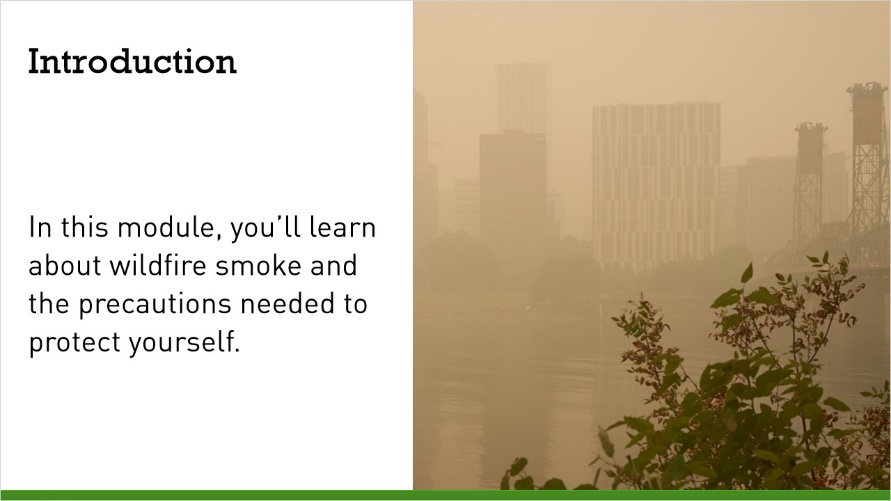 Introduction
In this module, you’ll learn
about wildfire smoke and
the precautions needed to
protect yourself.